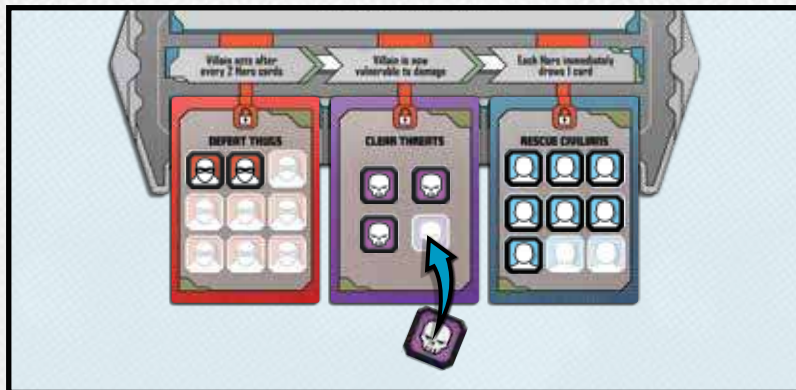 Villain acts after
every 2 Hero cards
Villain is now
vulnerable to damage
Each Hero immediately
draws 1 card
DEFEAT THUGS
CLEAR THREATS
RESCUE CIVILIANS